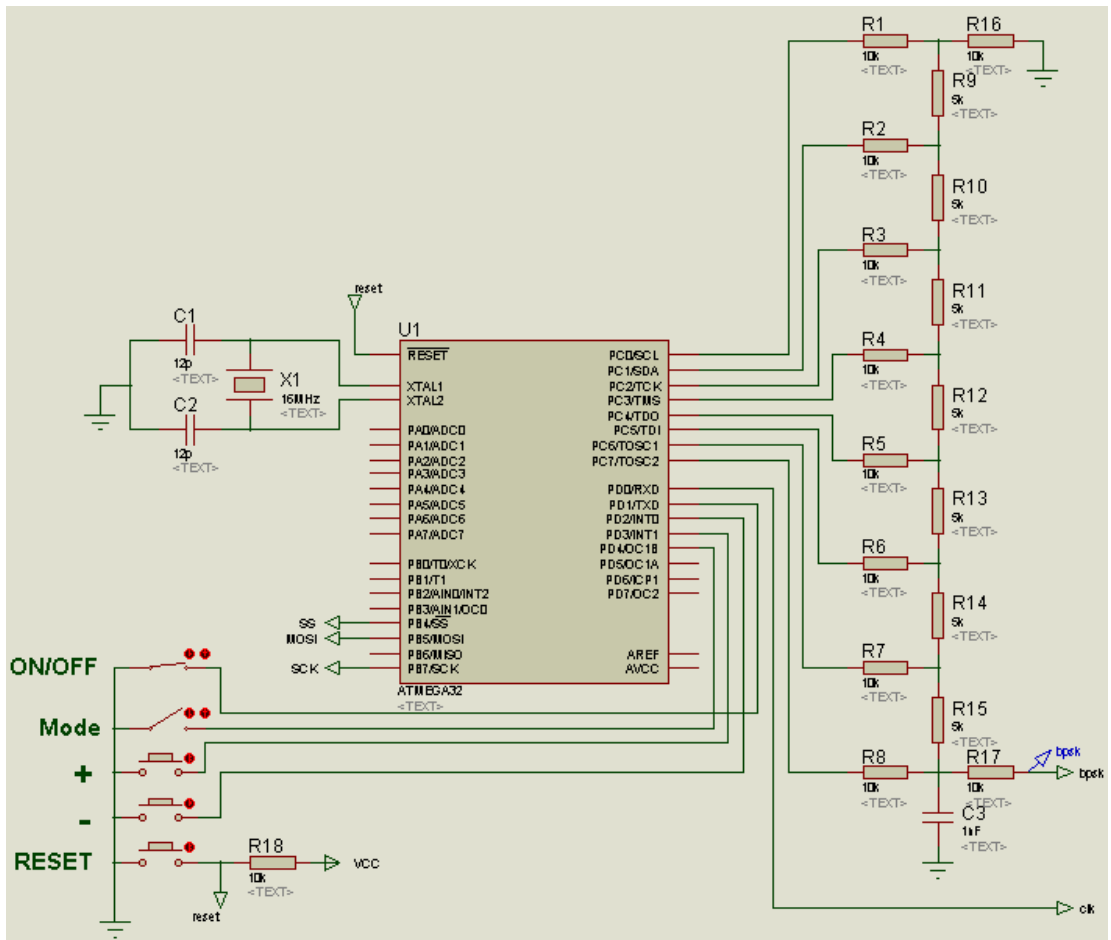 R1
10k
<TEXT>
R16
10k
<TEXT>
R9
5k
<TEXT>
R2
10k
<TEXT>
R10
5k
<TEXT>
R3
10k
<TEXT>
R11
5k
<TEXT>
R4
10k
<TEXT>
R12
5k
<TEXT>
R5
10k
<TEXT>
R13
5k
<TEXT>
R6
10k
<TEXT>
R14
5k
<TEXT>
R7
10k
<TEXT>
R15
5k
<TEXT>
R8
10k
<TEXT>
R17
10k
<TEXT>
bpsk
bpsk
C3
1nF
<TEXT>
clk
reset
C1
12p
<TEXT>
X1
16MHz
<TEXT>
C2
12p
<TEXT>
U1
RESET
XTAL1
XTAL2
PA0/ADC0
PA1/ADC1
PA2/ADC2
PA3/ADC3
PA4/ADC4
PA5/ADC5
PA6/ADC6
PA7/ADC7
PB0/T0/XCK
PB1/T1
PB2/AIN0/INT2
PB3/AIN1/OC0
PB4/SS
PB5/MOSI
PB6/MISO
PB7/SCK
PC0/SCL
PC1/SDA
PC2/TCK
PC3/TMS
PC4/TDO
PC5/TDI
PC6/TOSC1
PC7/TOSC2
PD0/RXD
PD1/TXD
PD2/INT0
PD3/INT1
PD4/OC1B
PD5/OC1A
PD6/ICP1
PD7/OC2
AREF
AVCC
ATMEGA32
<TEXT>
SS
MOSI
SCK
ON/OFF
Mode
+
-
RESET
R18
10k
<TEXT>
VCC
reset